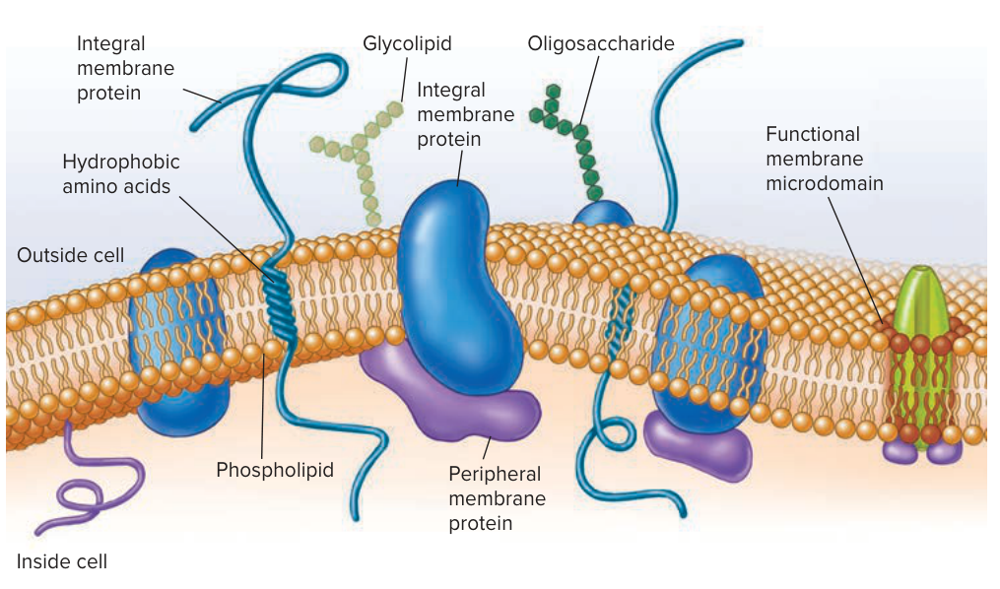 Integral
membrane
protein
Glycolipid
Oligosaccharide
Integral
membrane
protein
Functional
membrane
microdomain
Hydrophobic
amino acids
Outside cell
Phospholipid
Peripheral
membrane
protein
Inside cell